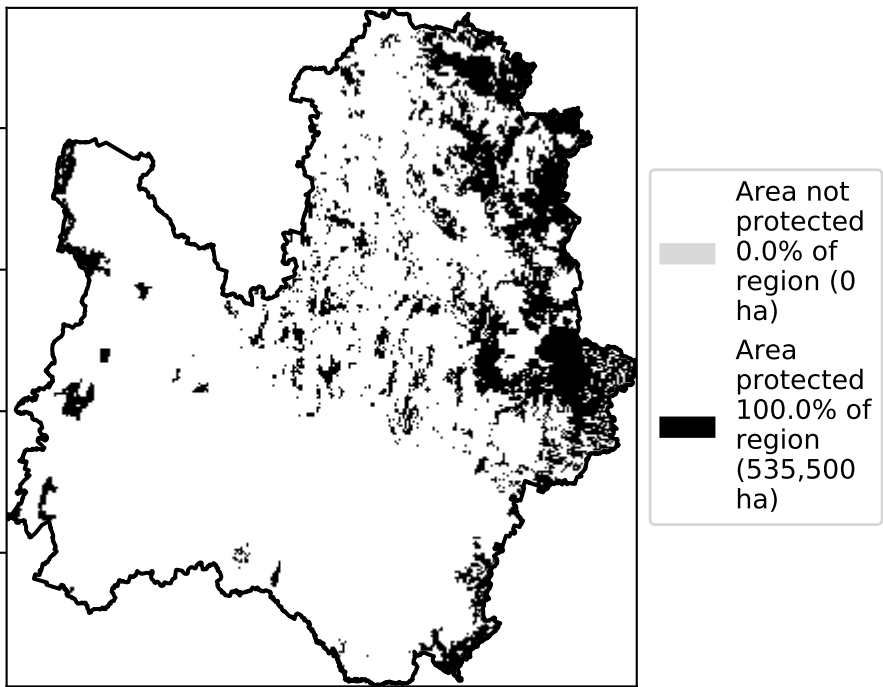 Area not
protected
0.0% of
region (0
ha)
Area
protected
100.0% of
region
(535,500
ha)